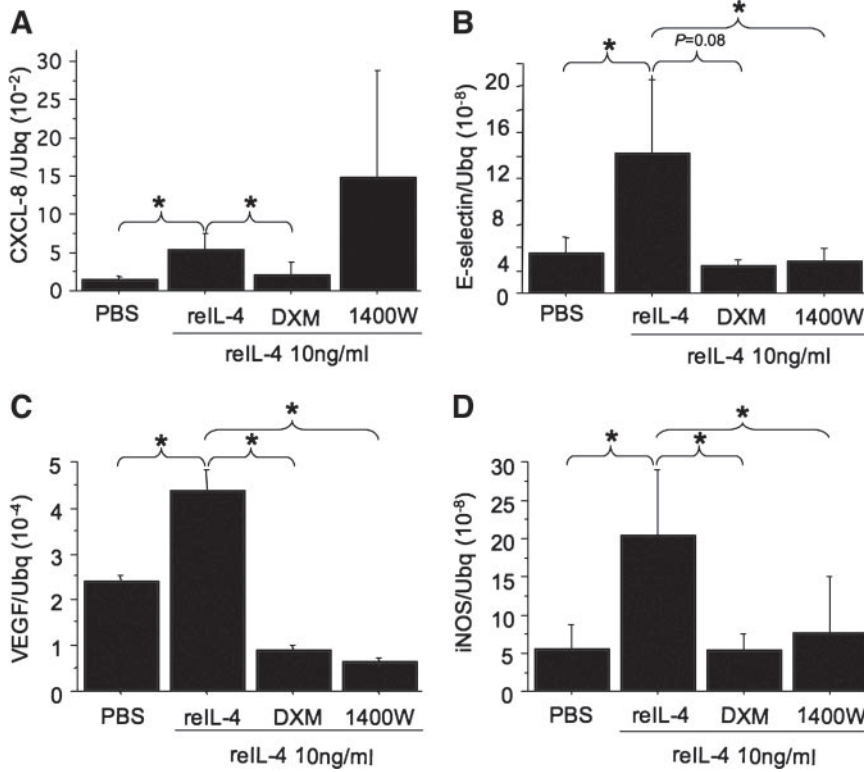 A
CXCL-8 /Ubq (10-2)
30
25
20
15
10
5
0
*
*
PBS
reIL-4
DXM
1400W
reIL-4 10ng/ml
B
E-selectin/Ubq (10-8)
20
16
12
8
4
0
*
P=0.08
*
PBS
reIL-4
DXM
1400W
reIL-4 10ng/ml
C
VEGF/Ubq (10-4)
5
4
3
2
1
0
*
*
*
PBS
reIL-4
DXM
1400W
reIL-4 10ng/ml
D
iNOS/Ubq (10-8)
30
25
20
15
10
5
0
*
*
*
PBS
reIL-4
DXM
1400W
reIL-4 10ng/ml